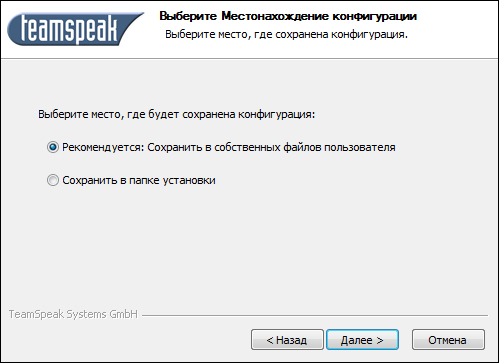 teamspeak
Выберите Местонахождение конфигурации
Выберите место, где сохранена конфигурация.
Выберите место, где будет сохранена конфигурация:
Рекомендуется: Сохранить в собственных файлов пользователя
Сохранить в папке установки
TeamSpeak Systems GmbH
< Назад
Далее >
Отмена